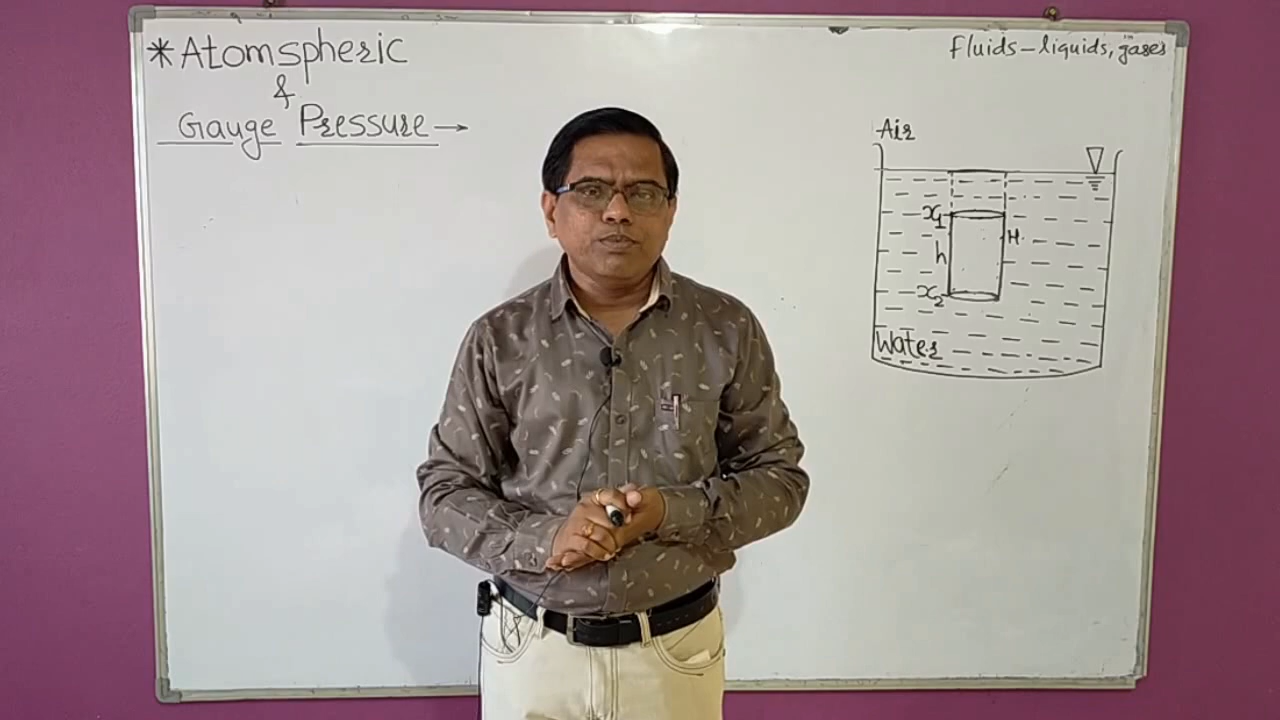 *Atomspheric
&
Gauge Pressure→
Fluids-liquids, gases
Air
x1
H
h
x2
Water